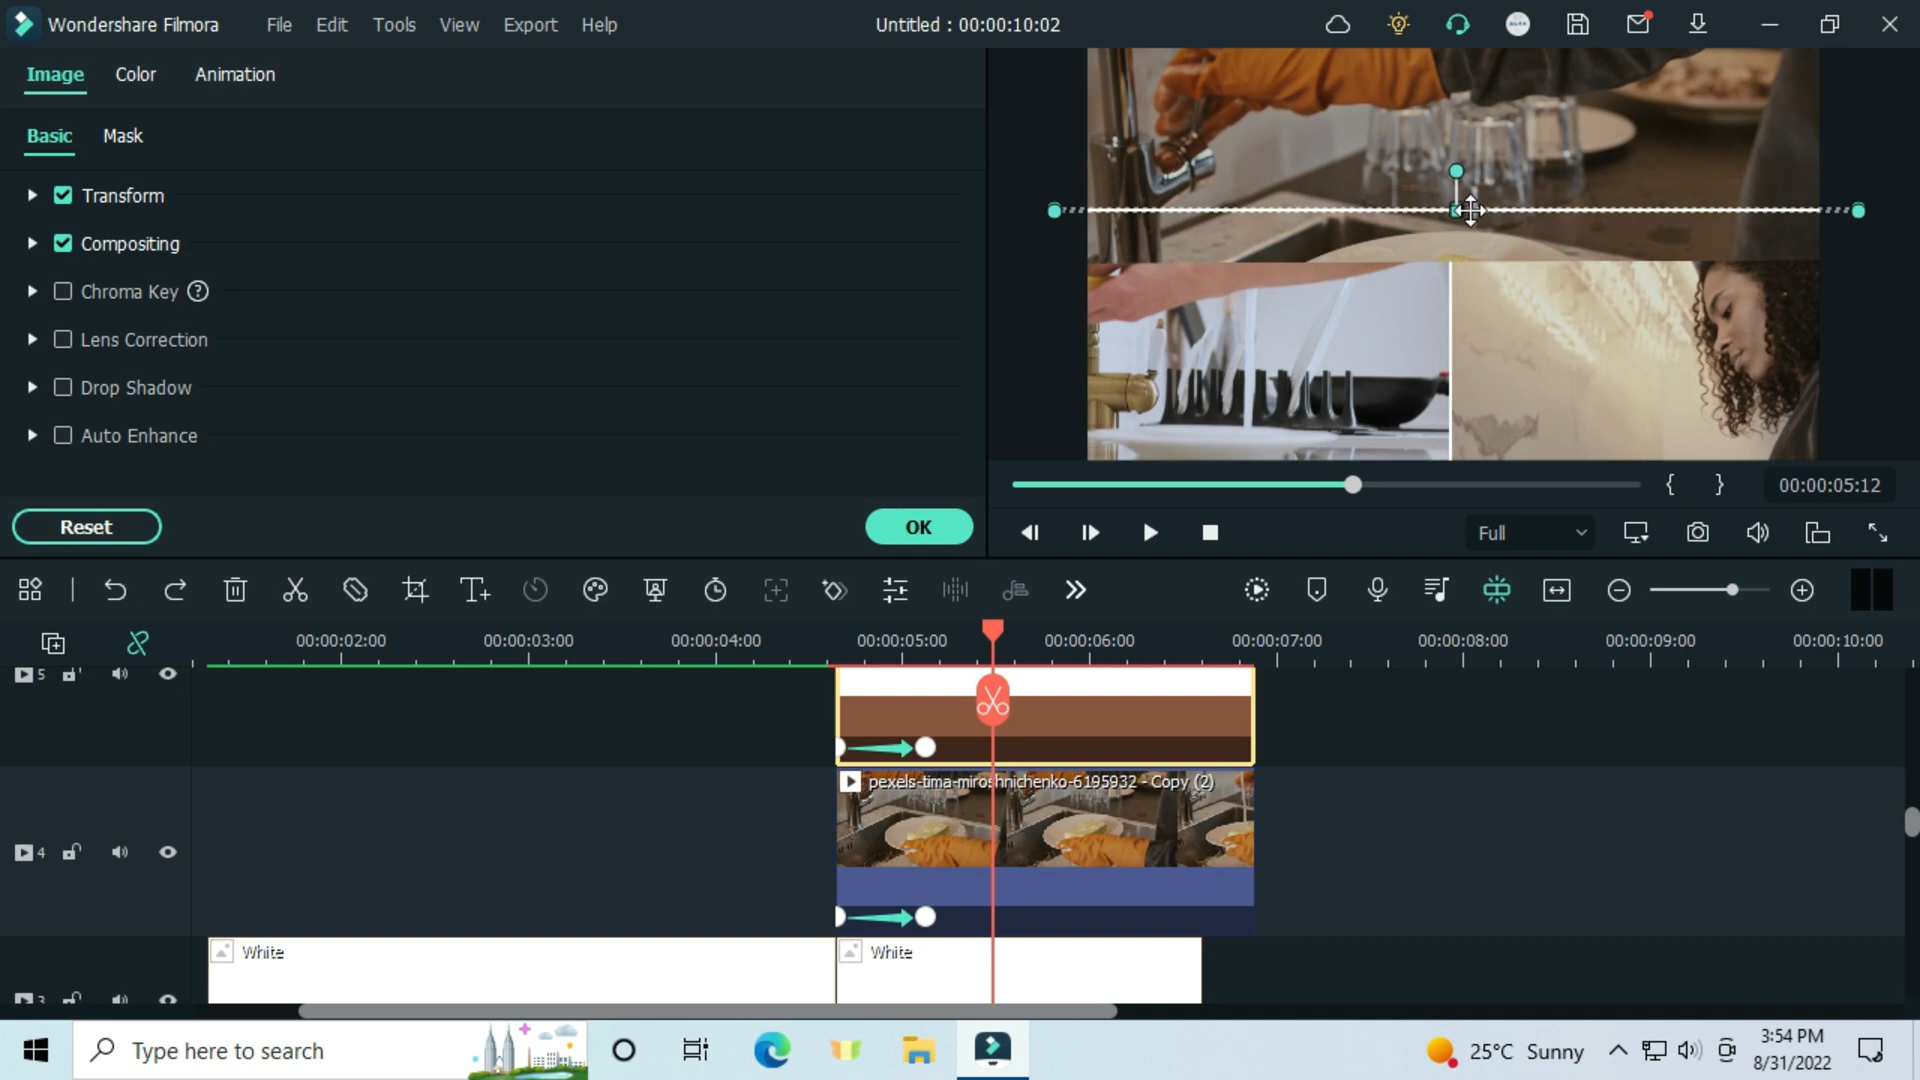 Wondershare Filmora
File Edit Tools View Export Help
Untitled : 00:00:10:02
Image Color Animation
Basic Mask
Transform
Compositing
Chroma Key ?
Lens Correction
Drop Shadow
Auto Enhance
Reset
OK
{ } 00:00:05:12
Full
00:00:02:00 00:00:03:00 00:00:04:00 00:00:05:00 00:00:06:00 00:00:07:00 00:00:08:00 00:00:09:00 00:00:10:00
5
pexels-tima-miroshnichenko-6195932 - Copy (2)
4
White White
3
Type here to search
25°C Sunny
3:54 PM
8/31/2022